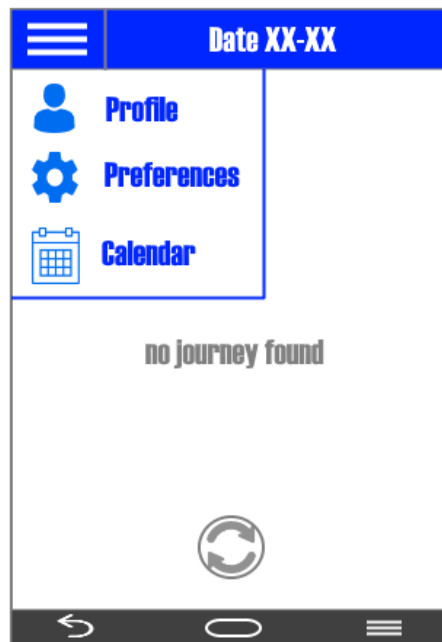 Date XX-XX
Profile
Preferences
Calendar
no journey found